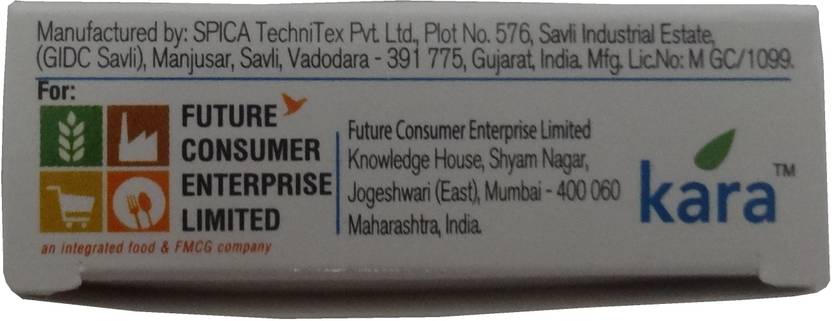 Manufactured by: SPICA TechniTex Pvt. Ltd., Plot No. 576, Savli Industrial Estate,
(GIDC Savli), Manjusar, Savli, Vadodara - 391 775, Gujarat, India. Mfg. Lic.No: M GC/1099.
For:
FUTURE
CONSUMER
ENTERPRISE
LIMITED
an integrated food & FMCG company
Future Consumer Enterprise Limited
Knowledge House, Shyam Nagar,
Jogeshwari (East), Mumbai - 400 060
Maharashtra, India.
kara™